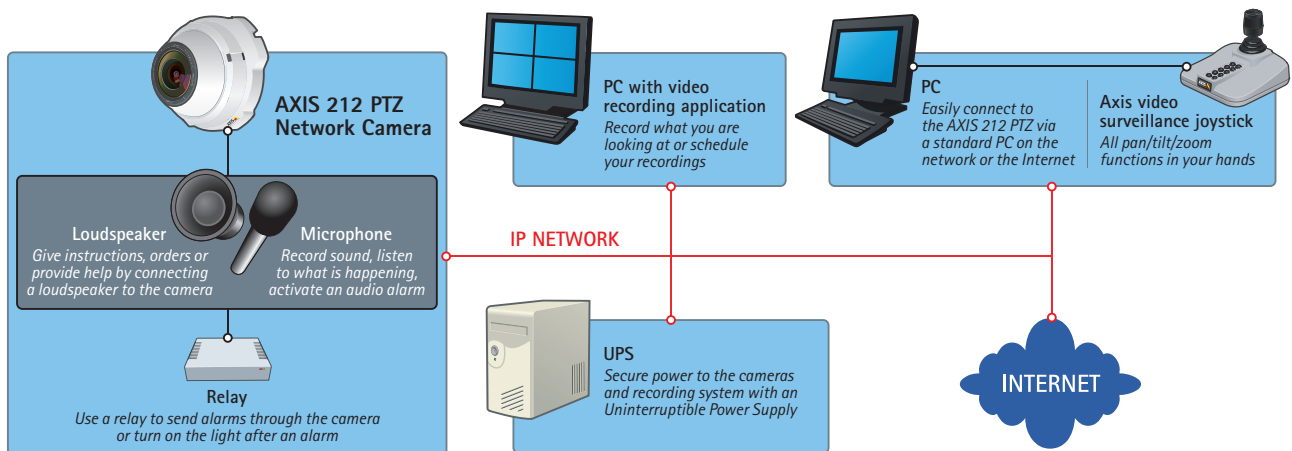 AXIS 212 PTZ
Network Camera
Loudspeaker
Give instructions, orders or
provide help by connecting
a loudspeaker to the camera
Microphone
Record sound, listen
to what is happening,
activate an audio alarm
Relay
Use a relay to send alarms through the camera
or turn on the light after an alarm
PC with video
recording application
Record what you are
looking at or schedule
your recordings
PC
Easily connect to
the AXIS 212 PTZ via
a standard PC on the
network or the Internet
Axis video
surveillance joystick
All pan/tilt/zoom
functions in your hands
IP NETWORK
UPS
Secure power to the cameras
and recording system with an
Uninterruptible Power Supply
INTERNET